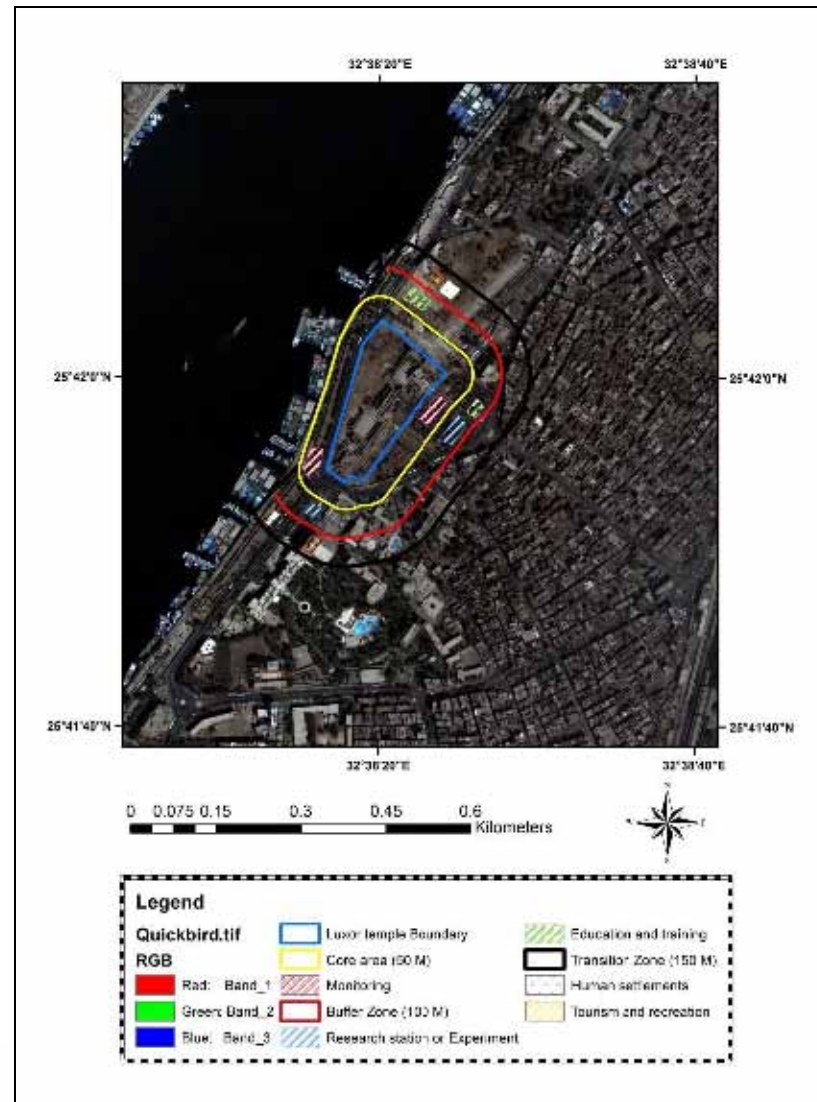 32°38'20"E 32°38'40"E
25°42'0"N 25°42'0"N
25°41'40"N 25°41'40"N
32°38'20"E 32°38'40"E
0 0.075 0.15 0.3 0.45 0.6
Kilometers
Legend
Quickbird.tif
RGB
Red: Band_1
Green: Band_2
Blue: Band_3
Luxor temple Boundary
Core area (50 M)
Monitoring
Buffer Zone (100 M)
Research station or Experiment
Education and training
Transition Zone (150 M)
Human settlements
Tourism and recreation